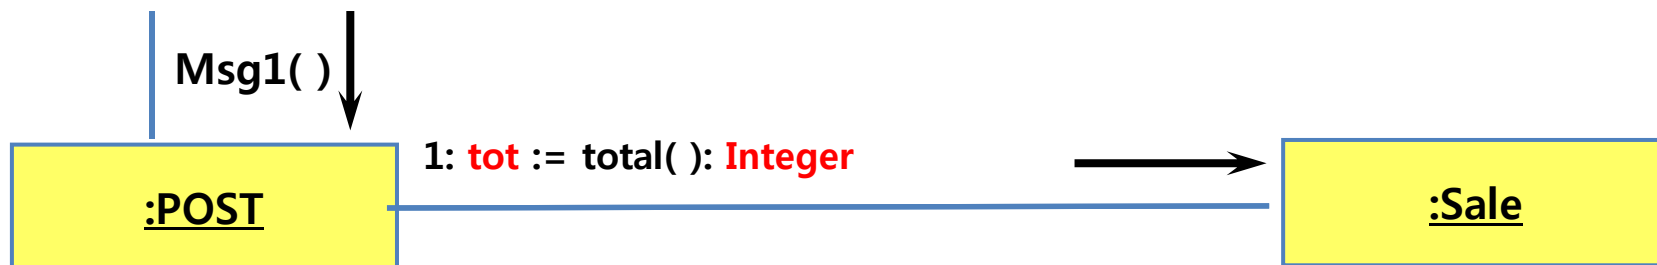 Msg1( )
1: tot := total( ): Integer
:POST
:Sale